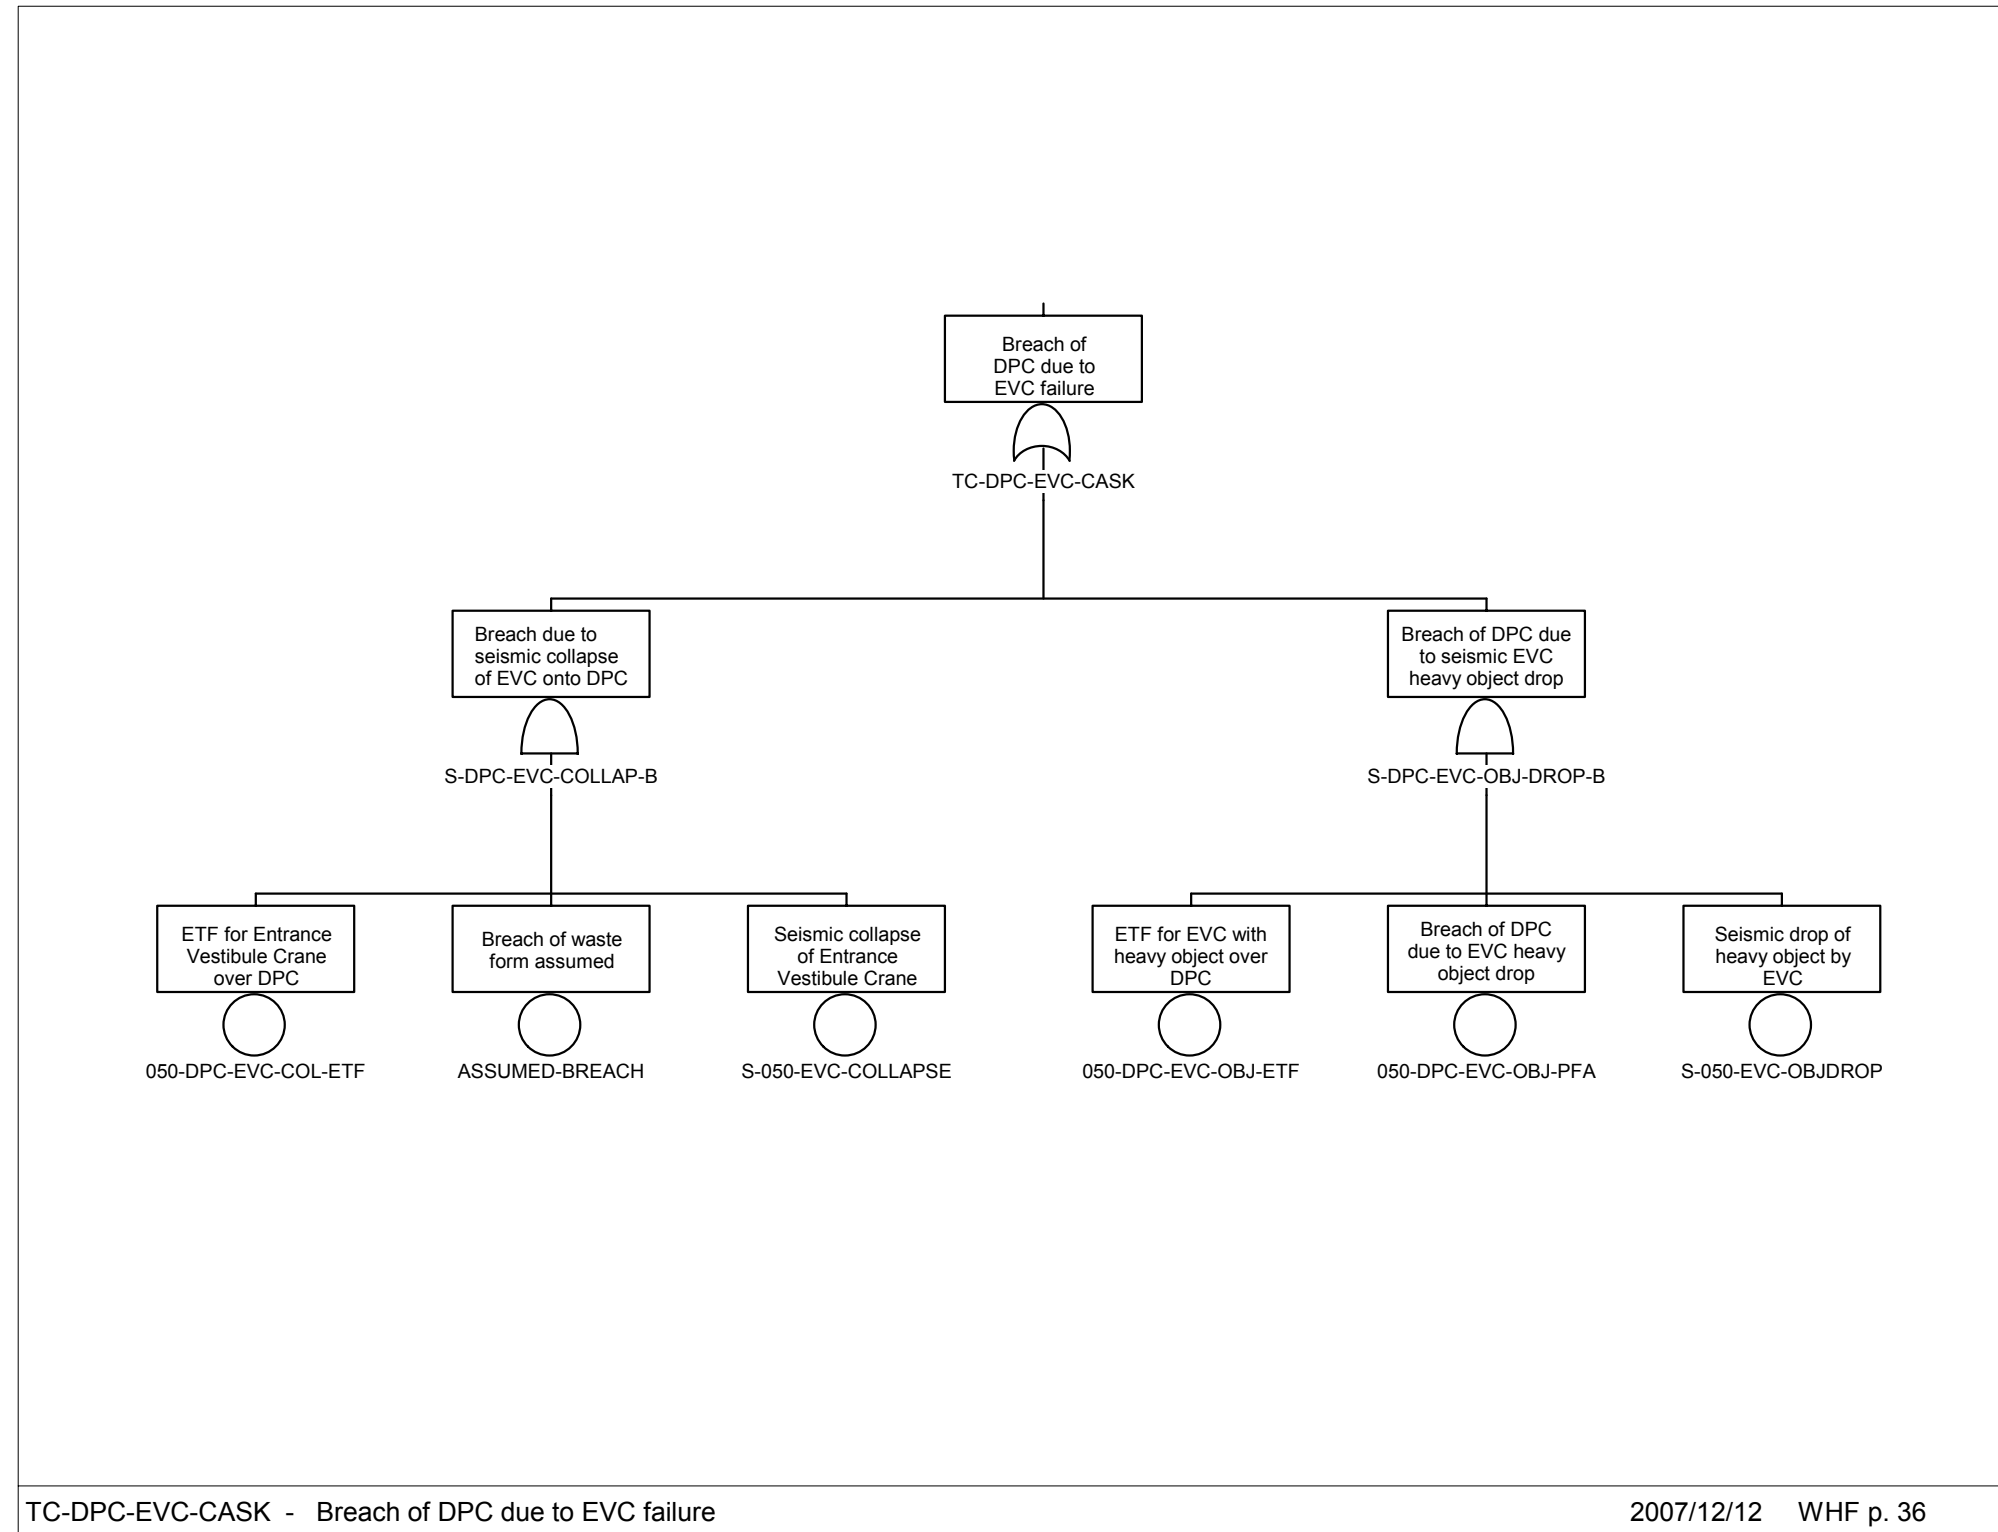 Breach of
DPC due to
EVC failure
TC-DPC-EVC-CASK
Breach due to
seismic collapse
of EVC onto DPC
S-DPC-EVC-COLLAP-B
Breach of DPC due
to seismic EVC
heavy object drop
S-DPC-EVC-OBJ-DROP-B
ETF for Entrance
Vestibule Crane
over DPC
050-DPC-EVC-COL-ETF
Breach of waste
form assumed
ASSUMED-BREACH
Seismic collapse
of Entrance
Vestibule Crane
S-050-EVC-COLLAPSE
ETF for EVC with
heavy object over
DPC
050-DPC-EVC-OBJ-ETF
Breach of DPC
due to EVC heavy
object drop
050-DPC-EVC-OBJ-PFA
Seismic drop of
heavy object by
EVC
S-050-EVC-OBJDROP
TC-DPC-EVC-CASK - Breach of DPC due to EVC failure 2007/12/12 WHF p. 36